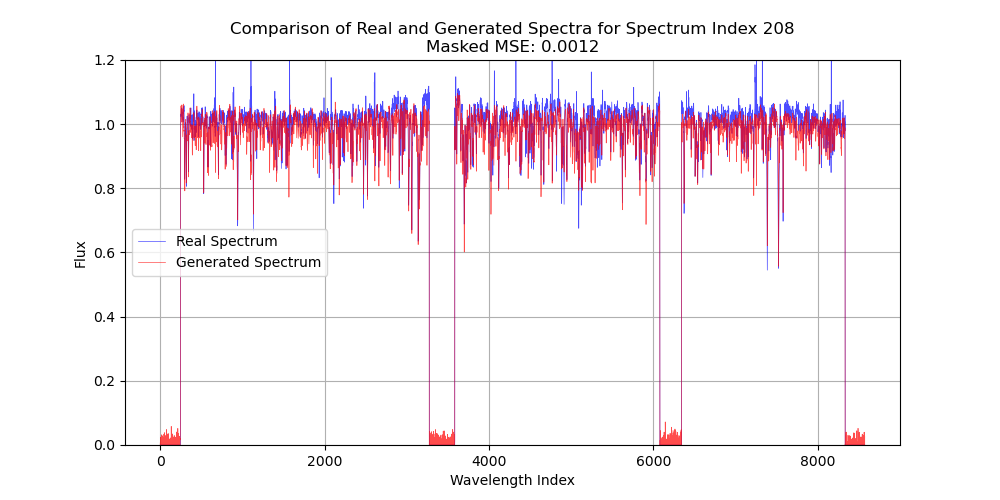 Comparison of Real and Generated Spectra for Spectrum Index 208
Masked MSE: 0.0012
1.2
1.0
0.8
0.6
0.4
0.2
0.0
Flux
Real Spectrum
Generated Spectrum
0 2000 4000 6000 8000
Wavelength Index